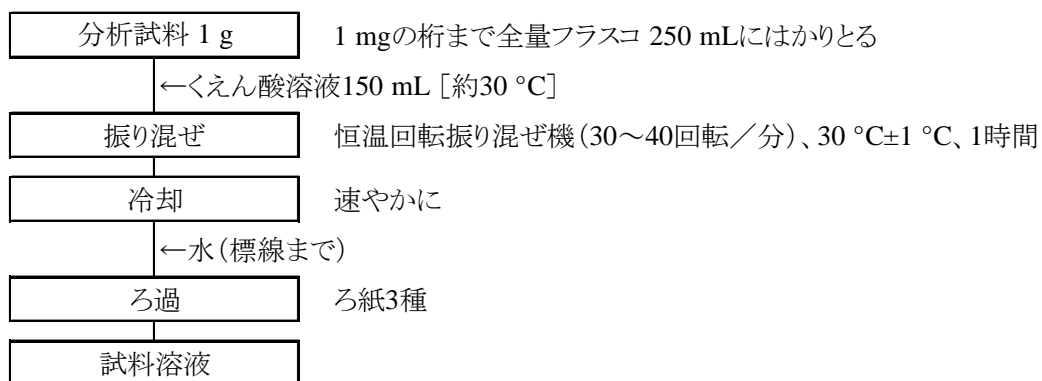 分析試料 1 g　1 mgの桁まで全量フラスコ 250 mLにはかりとる
←くえん酸溶液150 mL［約30 °C］
振り混ぜ　恒温回転振り混ぜ機（30～40回転／分）、30 °C±1 °C、1時間
冷却　速やかに
←水（標線まで）
ろ過　ろ紙3種
試料溶液